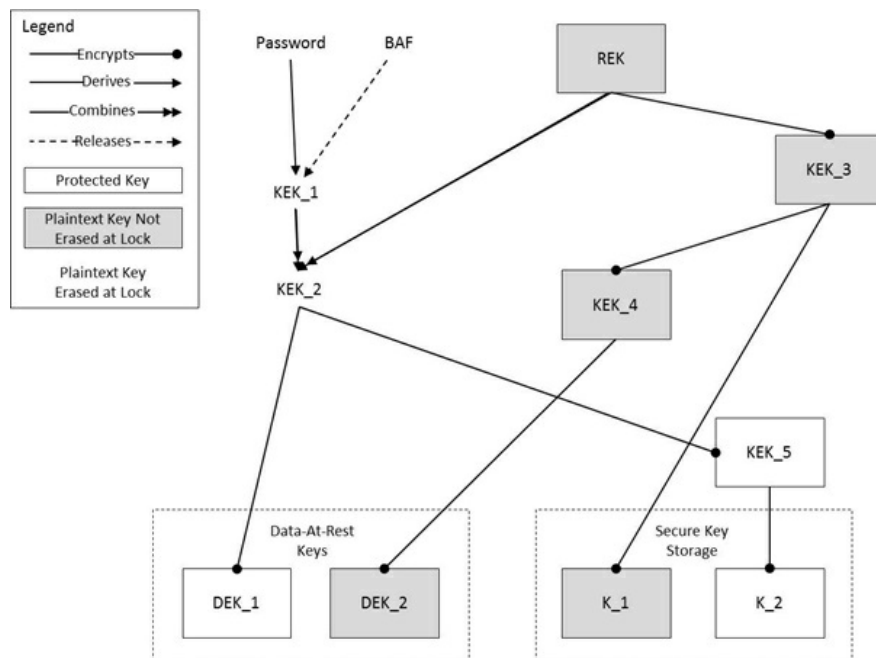 Legend
Encrypts
Derives
Combines
Releases
Protected Key
Plaintext Key Not
Erased at Lock
Plaintext Key
Erased at Lock
Password
BAF
REK
KEK_3
KEK_1
KEK_2
KEK_4
KEK_5
Data-At-Rest
Keys
DEK_1
DEK_2
Secure Key
Storage
K_1
K_2